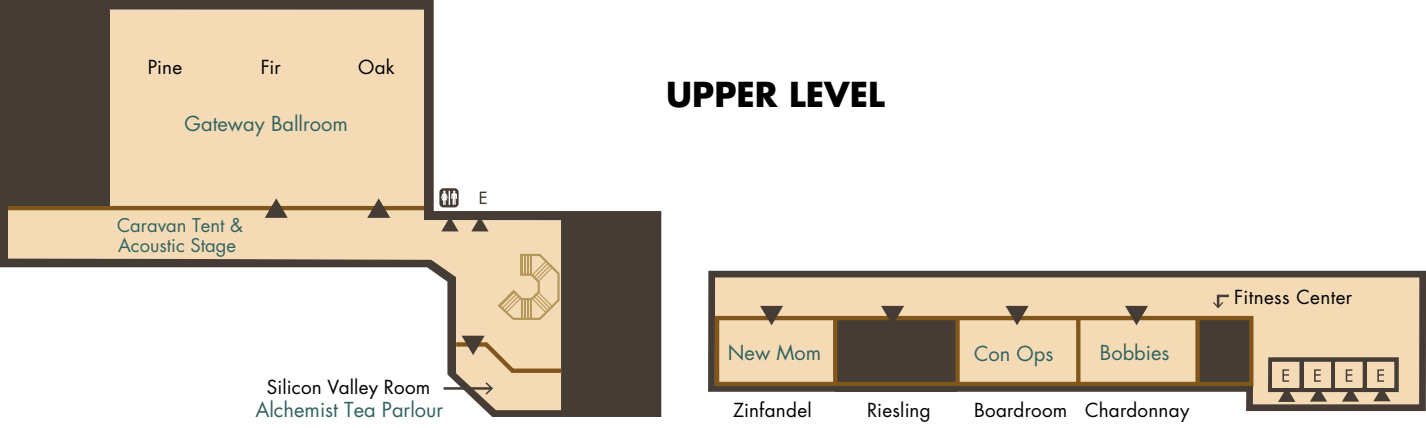 UPPER LEVEL
Pine Fir Oak
Gateway Ballroom
E
Caravan Tent &
Acoustic Stage
Silicon Valley Room
Alchemist Tea Parlour
Fitness Center
New Mom Con Ops Bobbies
E E E E
Zinfandel Riesling Boardroom Chardonnay